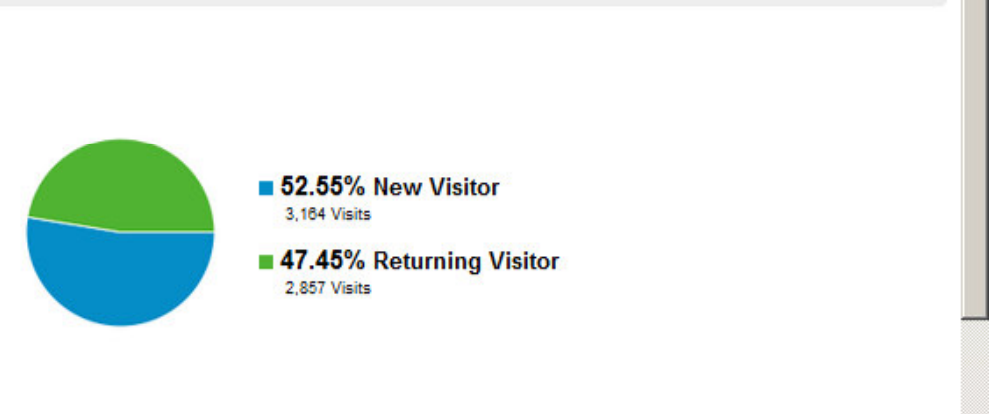 52.55% New Visitor
3,164 Visits
47.45% Returning Visitor
2,857 Visits